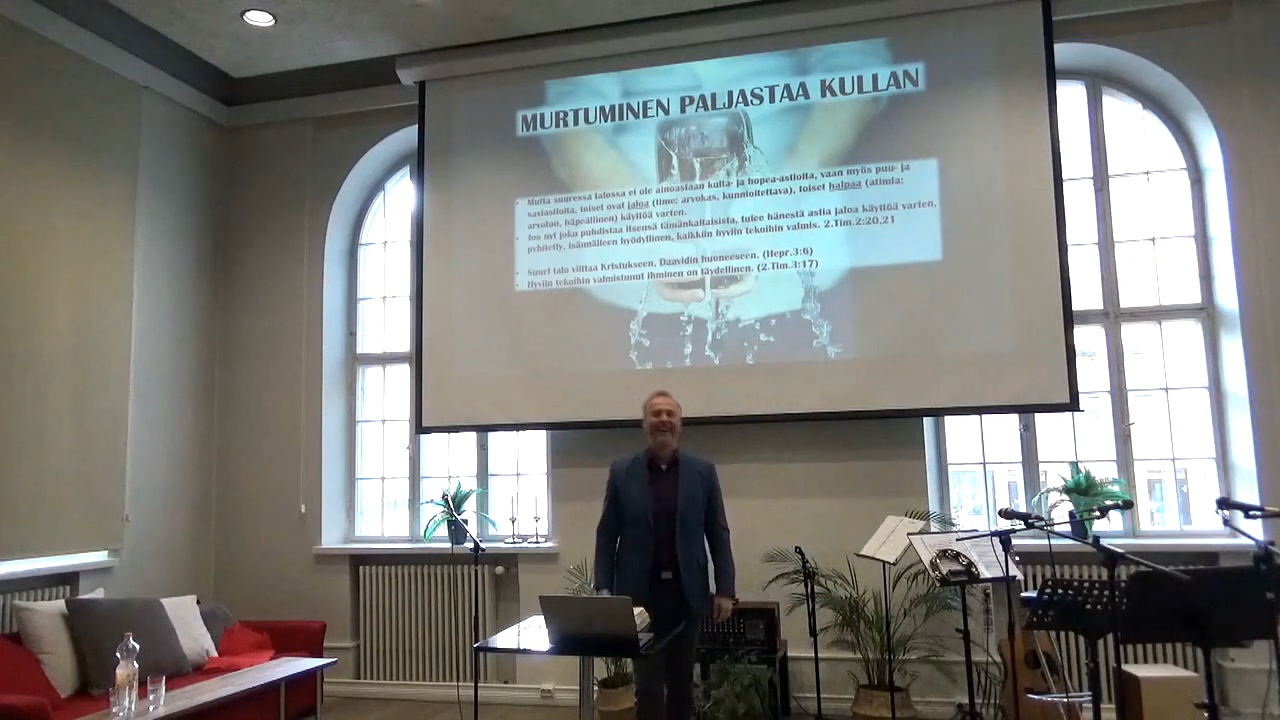 MURTUMINEN PALJASTAA KULLAN
• Mutta suuressa talossa ei ole ainoastaan kulta- ja hopea-astioita, vaan myös puu- ja
saviastioita, toiset ovat jaloa (time: arvokas, kunnioitettava), toiset halpaa (atimia:
arvoton, häpeällinen) käyttöä varten.
• Jos nyt joku puhdistaa itsensä tämänkaltaisista, tulee hänestä astia jaloa käyttöä varten,
pyhitetty, isännälleen hyödyllinen, kaikkiin hyviin tekoihin valmis. 2.Tim.2:20,21
• Suuri talo viittaa Kristukseen, Daavidin huoneeseen. (Hepr.3:6)
• Hyviin tekoihin valmistunut ihminen on täydellinen. (2.Tim.3:17)